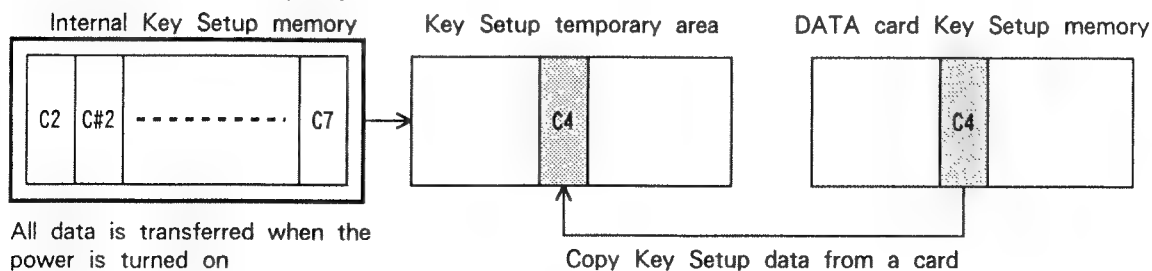 Internal Key Setup memory
Key Setup temporary area
DATA card Key Setup memory
C2 C#2 C7
C4
C4
All data is transferred when the
power is turned on
Copy Key Setup data from a card